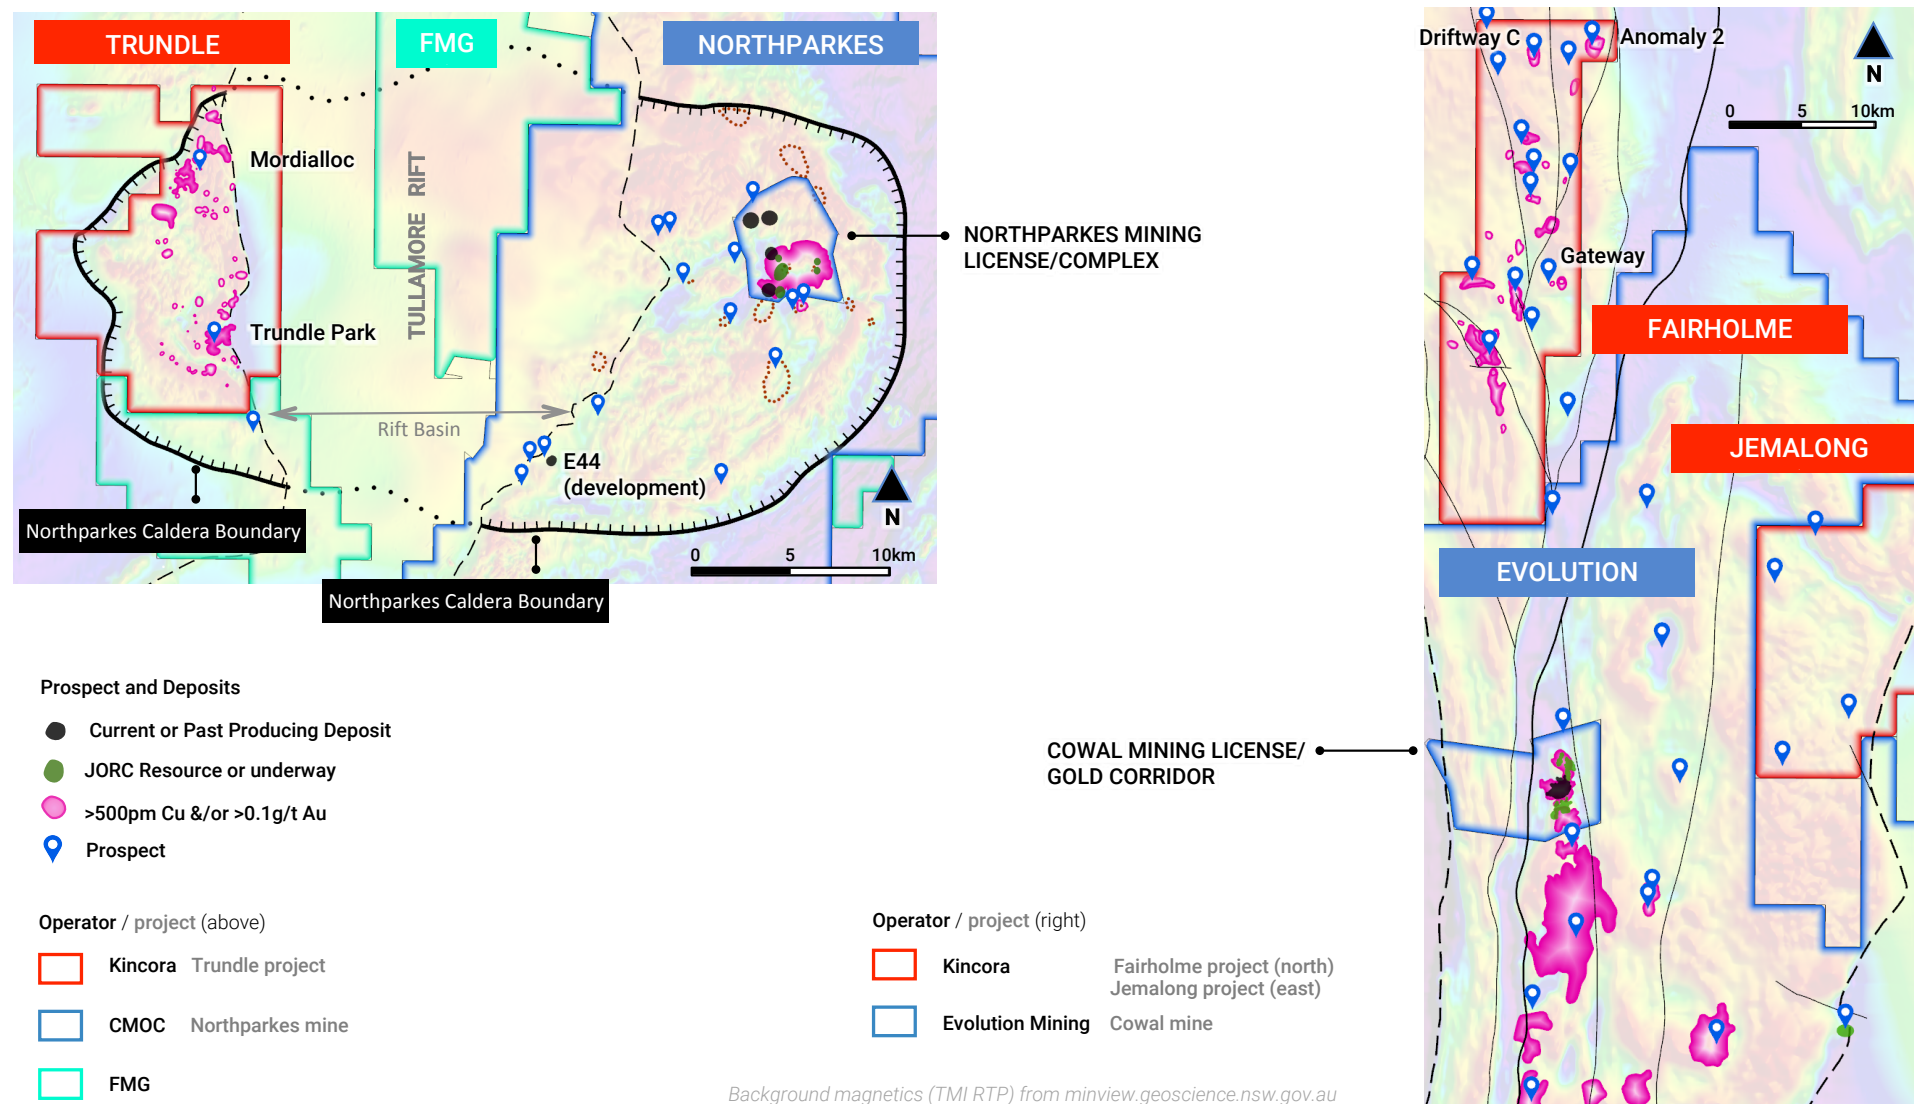 TRUNDLE
FMG
NORTHPARKES
Mordialloc
TULLAMORE RIFT
Trundle Park
Rift Basin
E44
(development)
N
0 5 10km
Northparkes Caldera Boundary
Northparkes Caldera Boundary
NORTHPARKES MINING
LICENSE/COMPLEX
Driftway C
Anomaly 2
N
0 5 10km
Gateway
FAIRHOLME
JEMALONG
EVOLUTION
COWAL MINING LICENSE/
GOLD CORRIDOR
Prospect and Deposits
Current or Past Producing Deposit
JORC Resource or underway
>500pm Cu &/or >0.1g/t Au
Prospect
Operator / project (above)
Kincora Trundle project
CMOC Northparkes mine
FMG
Operator / project (right)
Kincora Fairholme project (north)
Jemalong project (east)
Evolution Mining Cowal mine
Background magnetics (TMI RTP) from minview.geoscience.nsw.gov.au